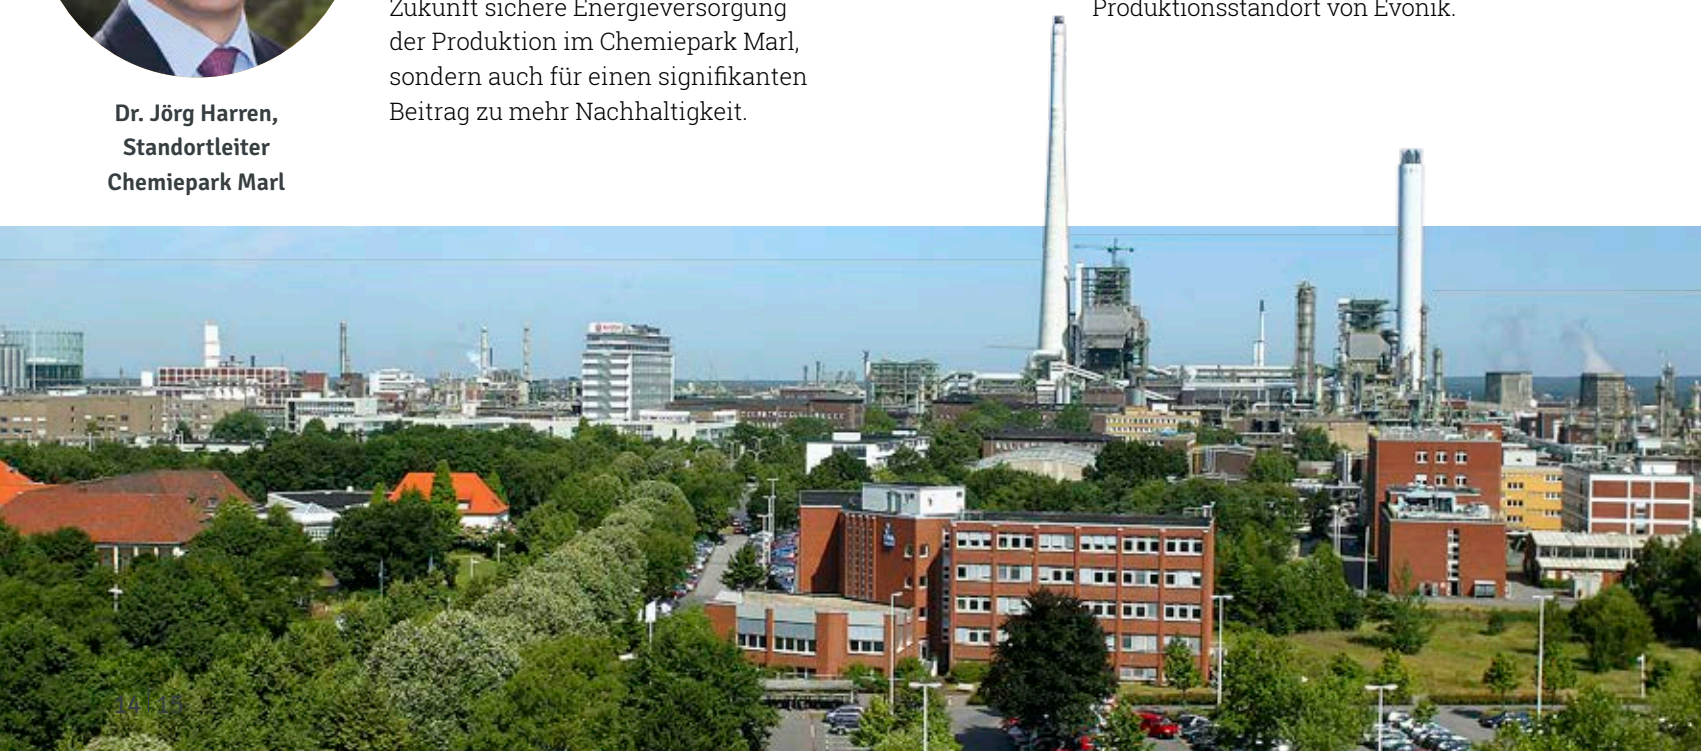 Zukunft sichere Energieversorgung
der Produktion im Chemiepark Marl,
sondern auch für einen signifikanten
Beitrag zu mehr Nachhaltigkeit.
Produktionsstandort von Evonik.
Dr. Jörg Harren,
Standortleiter
Chemiepark Marl
14 | 15